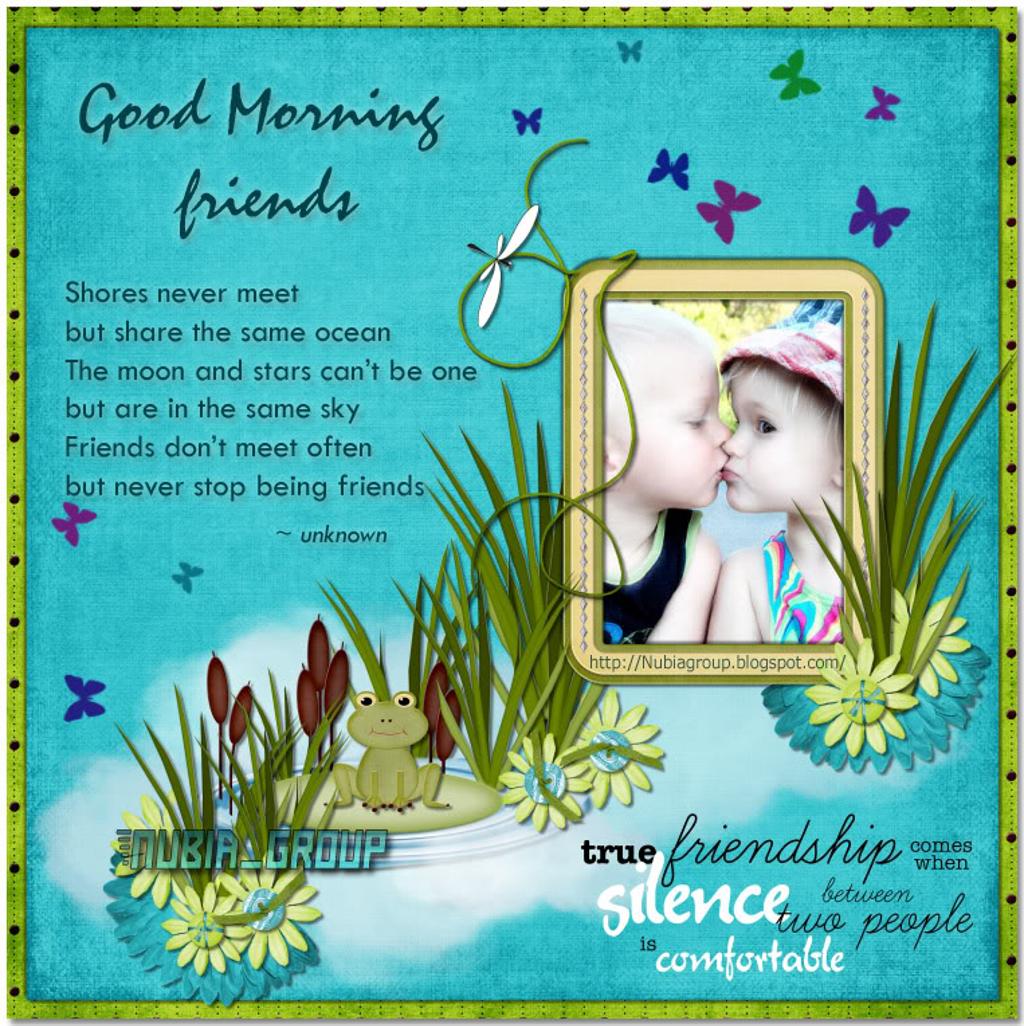 Good Morning
friends
Shores never meet
but share the same ocean
The moon and stars can't be one
but are in the same sky
Friends don't meet often
but never stop being friends
~ unknown
http://Nubiagroup.blogspot.com/
NUBIA_GROUP
true friendship comes when
silence between two people
is comfortable